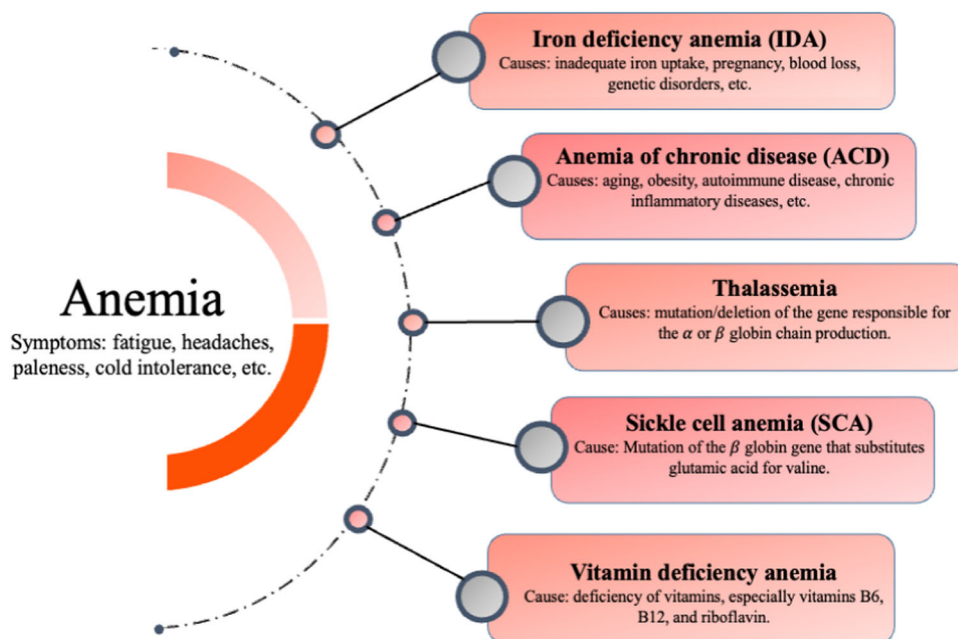 Iron deficiency anemia (IDA)
Causes: inadequate iron uptake, pregnancy, blood loss,
genetic disorders, etc.
Anemia of chronic disease (ACD)
Causes: aging, obesity, autoimmune disease, chronic
inflammatory diseases, etc.
Anemia
Symptoms: fatigue, headaches,
paleness, cold intolerance, etc.
Thalassemia
Causes: mutation/deletion of the gene responsible for
the α or β globin chain production.
Sickle cell anemia (SCA)
Cause: Mutation of the β globin gene that substitutes
glutamic acid for valine.
Vitamin deficiency anemia
Cause: deficiency of vitamins, especially vitamins B6,
B12, and riboflavin.